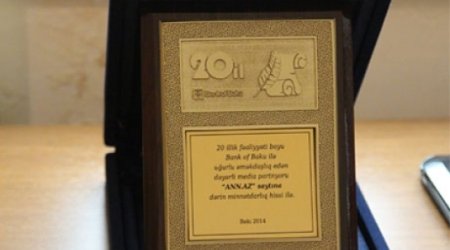 20 il
Bank of Baku
20 illik fəaliyyəti boyu
Bank of Baku ilə
uğurlu əməkdaşlıq edən
dəyərli media partnyoru
"ANN.AZ" saytına
dərin minnətdarlıq hissi ilə.
Bakı 2014